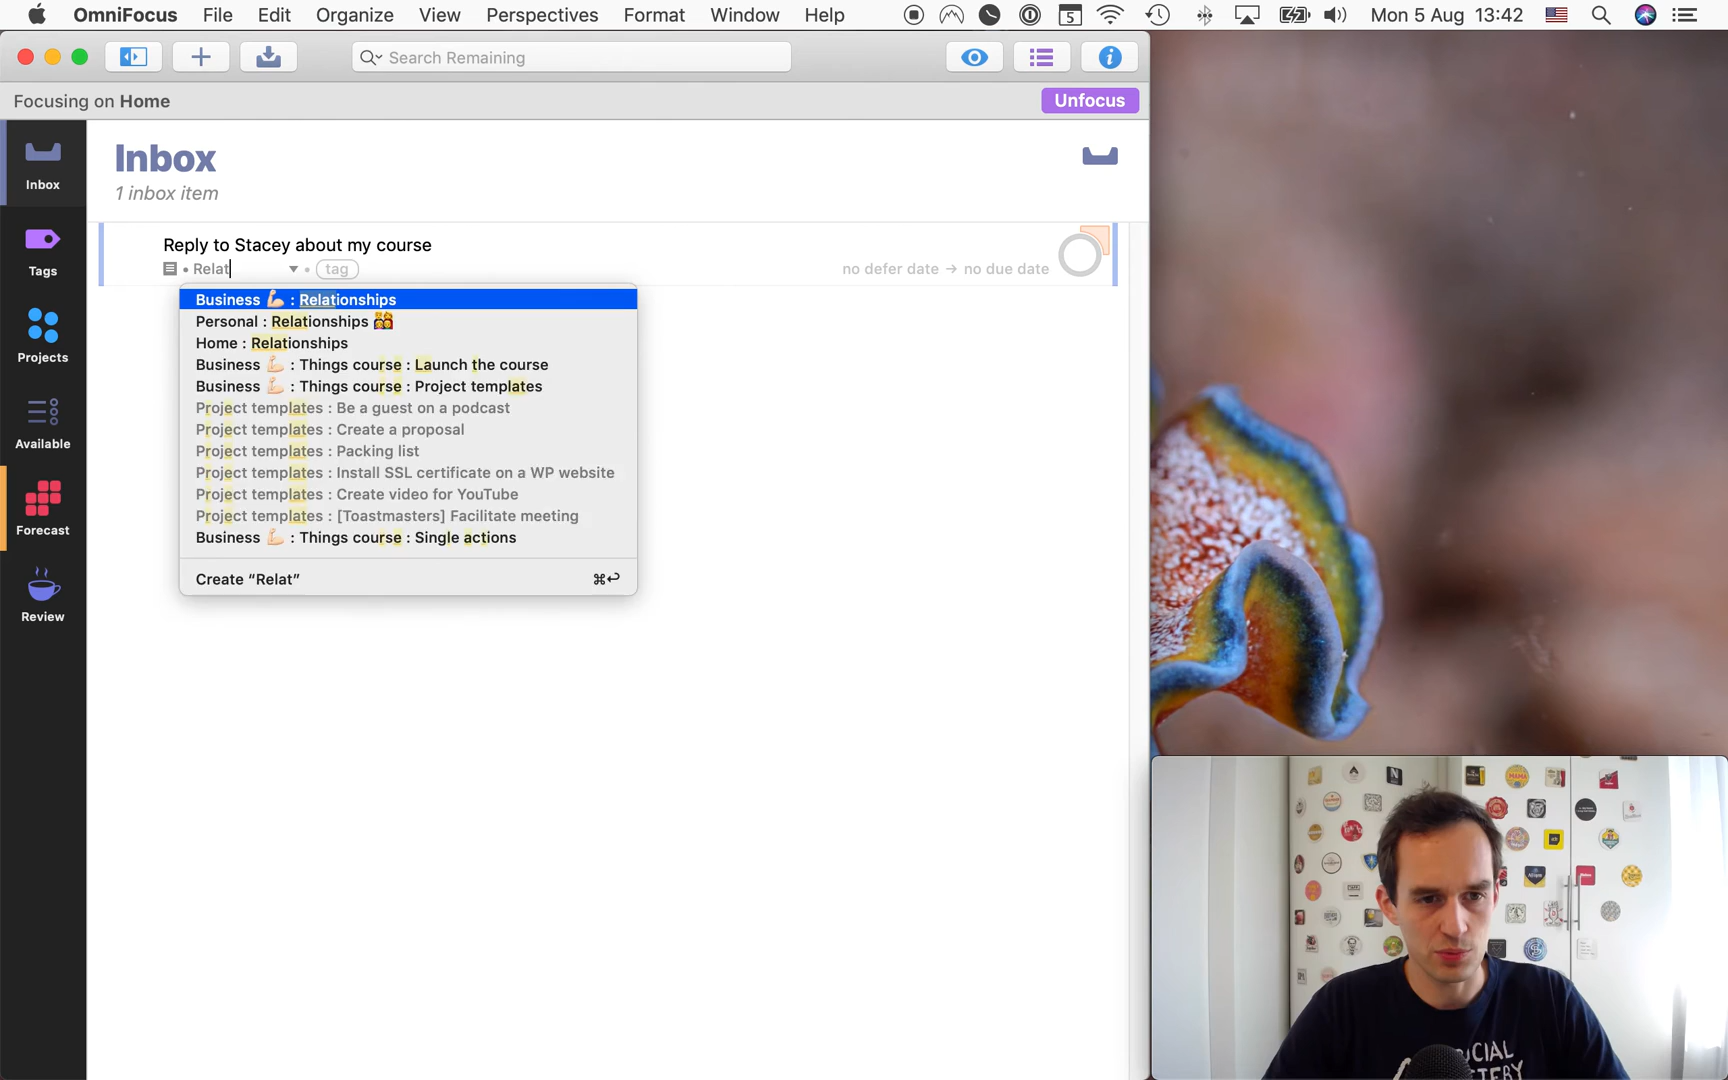 OmniFocus File Edit Organize View Perspectives Format Window Help 5 Mon 5 Aug 13:42
Search Remaining
Focusing on Home Unfocus
Inbox
1 inbox item
Inbox
Tags
Projects
Available
Forecast
Review
Reply to Stacey about my course
• Relat • tag no defer date → no due date
Business 💪🏻 : Relationships
Personal : Relationships 👨‍👩‍👧‍👦
Home : Relationships
Business 💪🏻 : Things course : Launch the course
Business 💪🏻 : Things course : Project templates
Project templates : Be a guest on a podcast
Project templates : Create a proposal
Project templates : Packing list
Project templates : Install SSL certificate on a WP website
Project templates : Create video for YouTube
Project templates : [Toastmasters] Facilitate meeting
Business 💪🏻 : Things course : Single actions
Create “Relat” ⌘↩